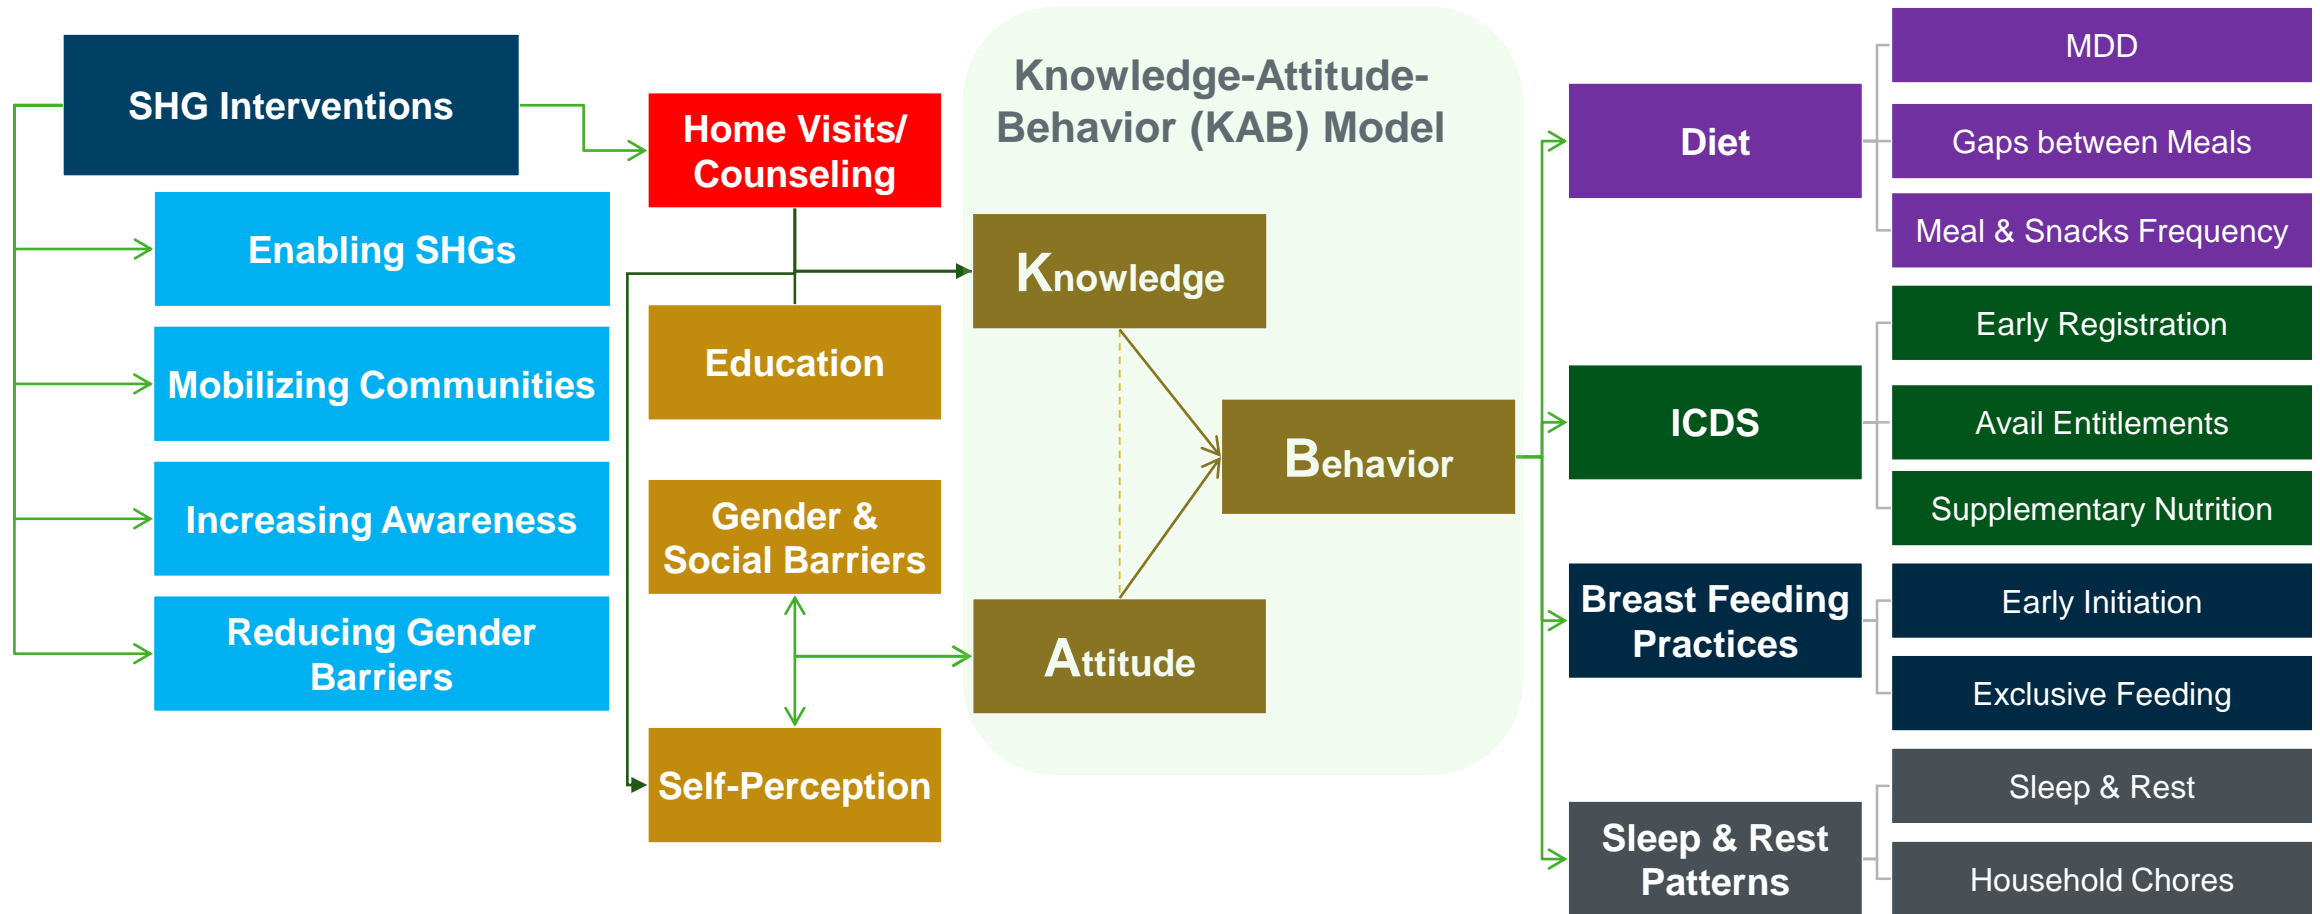 SHG Interventions
Enabling SHGs
Mobilizing Communities
Increasing Awareness
Reducing Gender
Barriers
Home Visits/
Counseling
Education
Gender &
Social Barriers
Self-Perception
Knowledge-Attitude-
Behavior (KAB) Model
Knowledge
Attitude
Behavior
Diet
MDD
Gaps between Meals
Meal & Snacks Frequency
ICDS
Early Registration
Avail Entitlements
Supplementary Nutrition
Breast Feeding
Practices
Early Initiation
Exclusive Feeding
Sleep & Rest
Patterns
Sleep & Rest
Household Chores